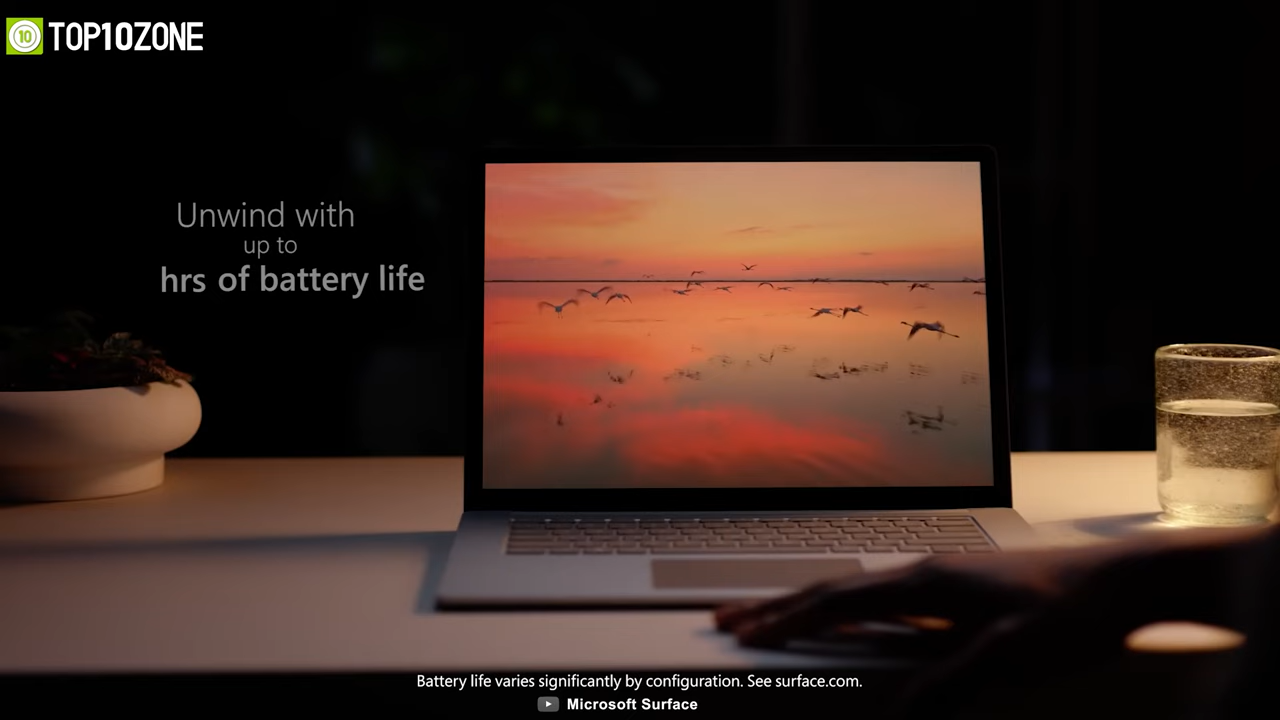 10 TOP10ZONE
Unwind with
up to
hrs of battery life
Battery life varies significantly by configuration. See surface.com.
Microsoft Surface